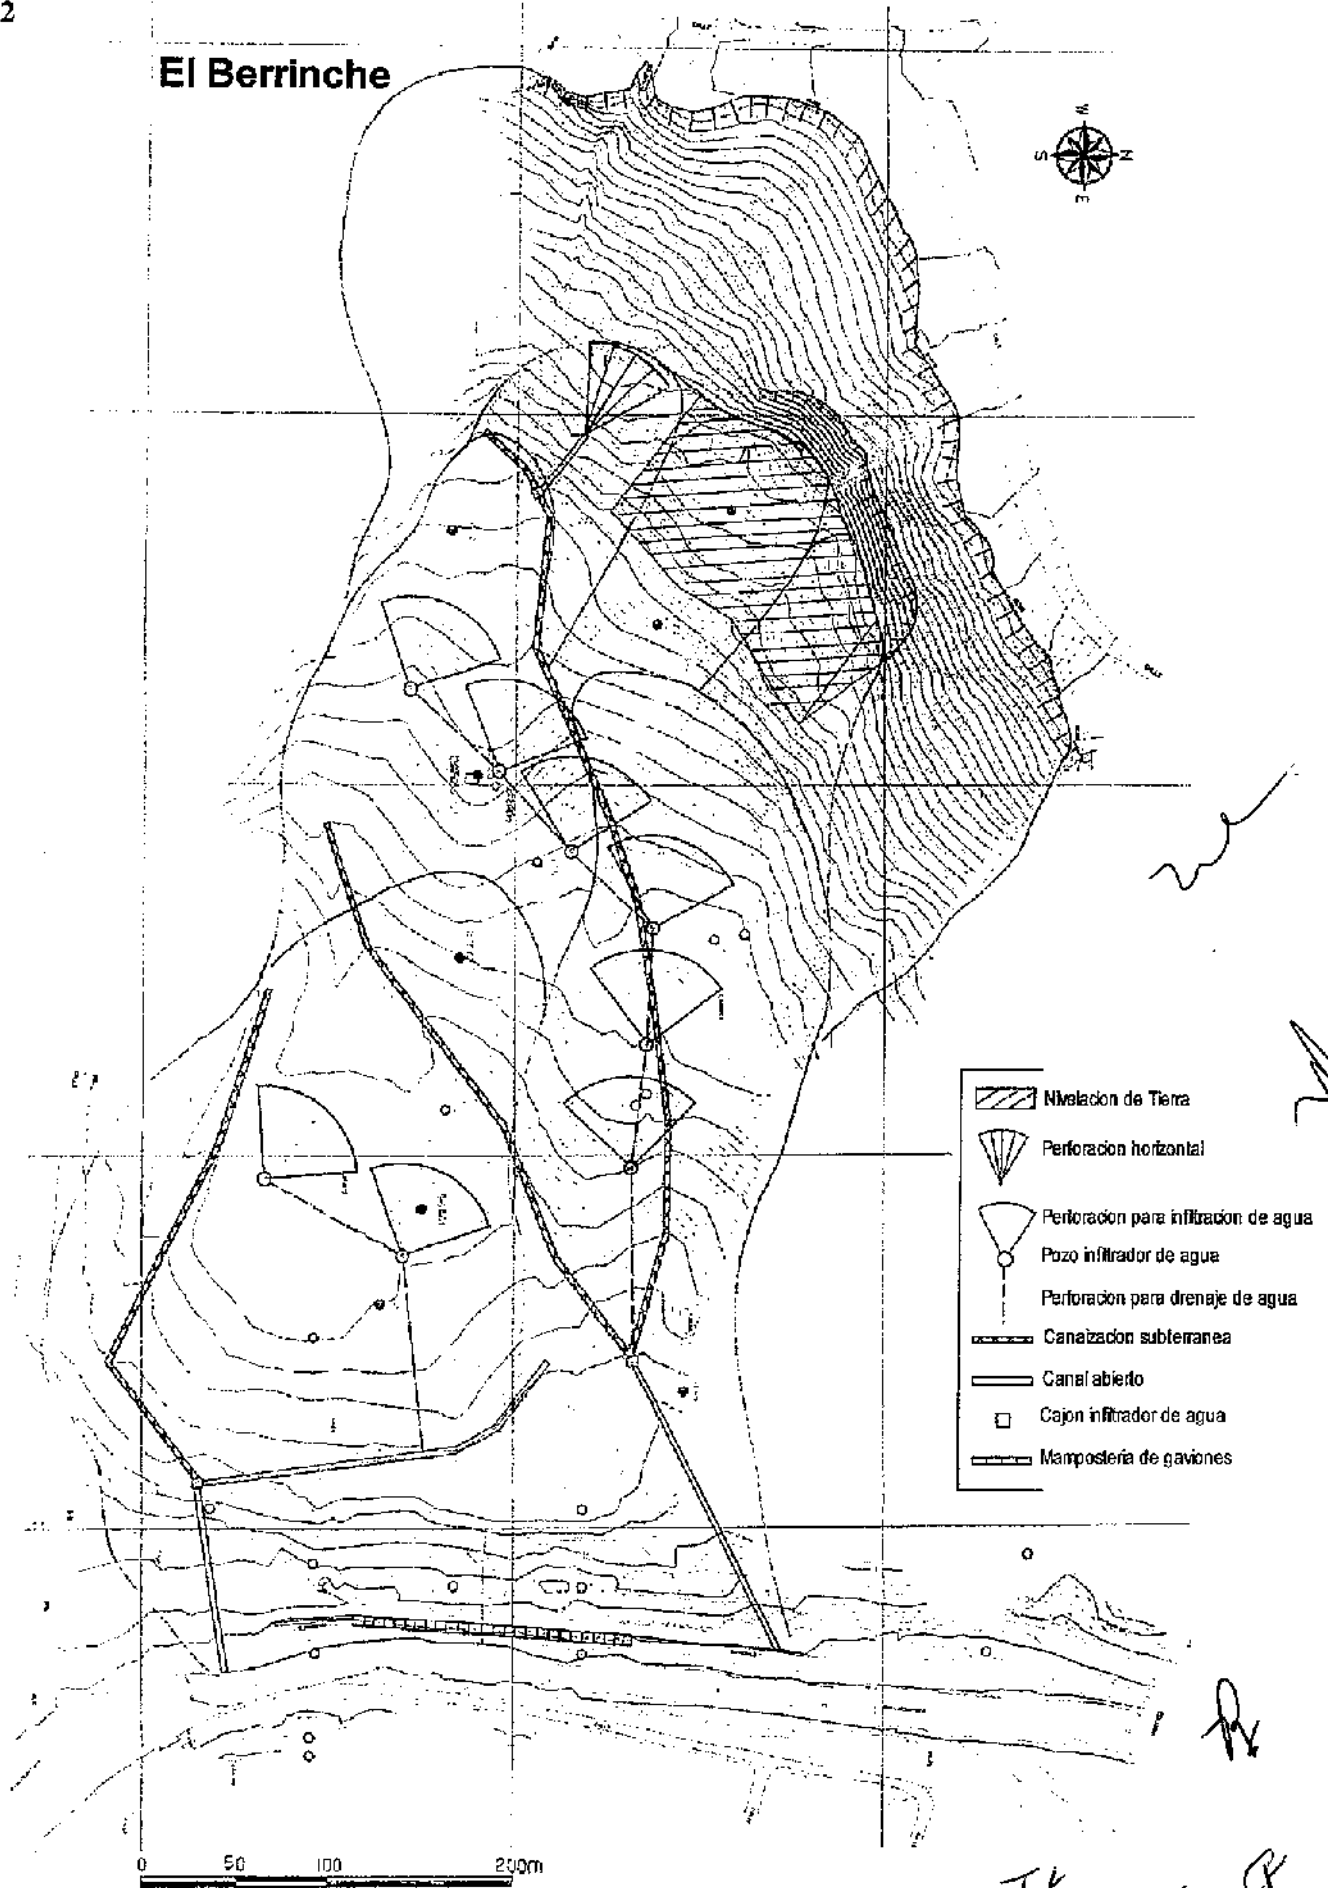 2
El Berrinche
W
S
N
E
Nivelacion de Tierra
Perforacion horizontal
Perforacion para infiltracion de agua
Pozo infiltrador de agua
Perforacion para drenaje de agua
Canalizacion subterranea
Canal abierto
Cajon infiltrador de agua
Mamposteria de gaviones
0 50 100 200m